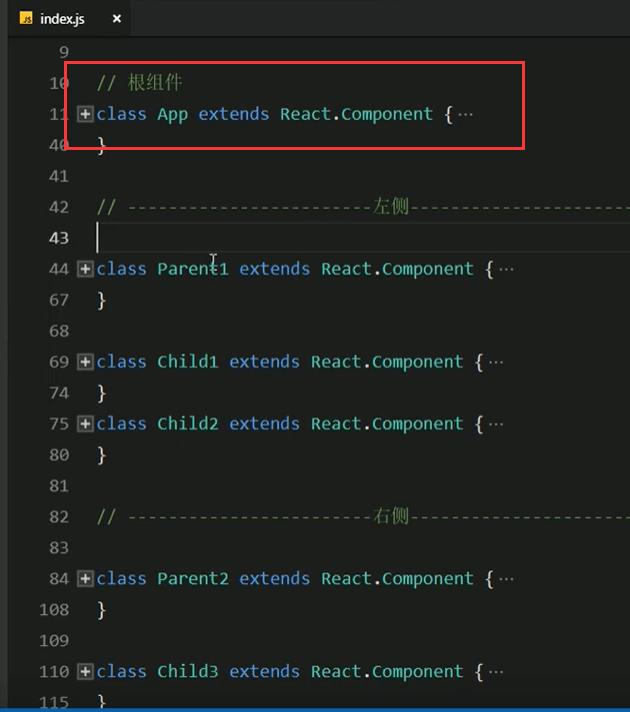 JS index.js ×
9
10 // 根组件
11 class App extends React.Component { ···
40 }
41
42 // ------------------------左侧----------------------
43
44 class Parent1 extends React.Component { ···
67 }
68
69 class Child1 extends React.Component { ···
74 }
75 class Child2 extends React.Component { ···
80 }
81
82 // ------------------------右侧----------------------
83
84 class Parent2 extends React.Component { ···
108 }
109
110 class Child3 extends React.Component { ···
115 }